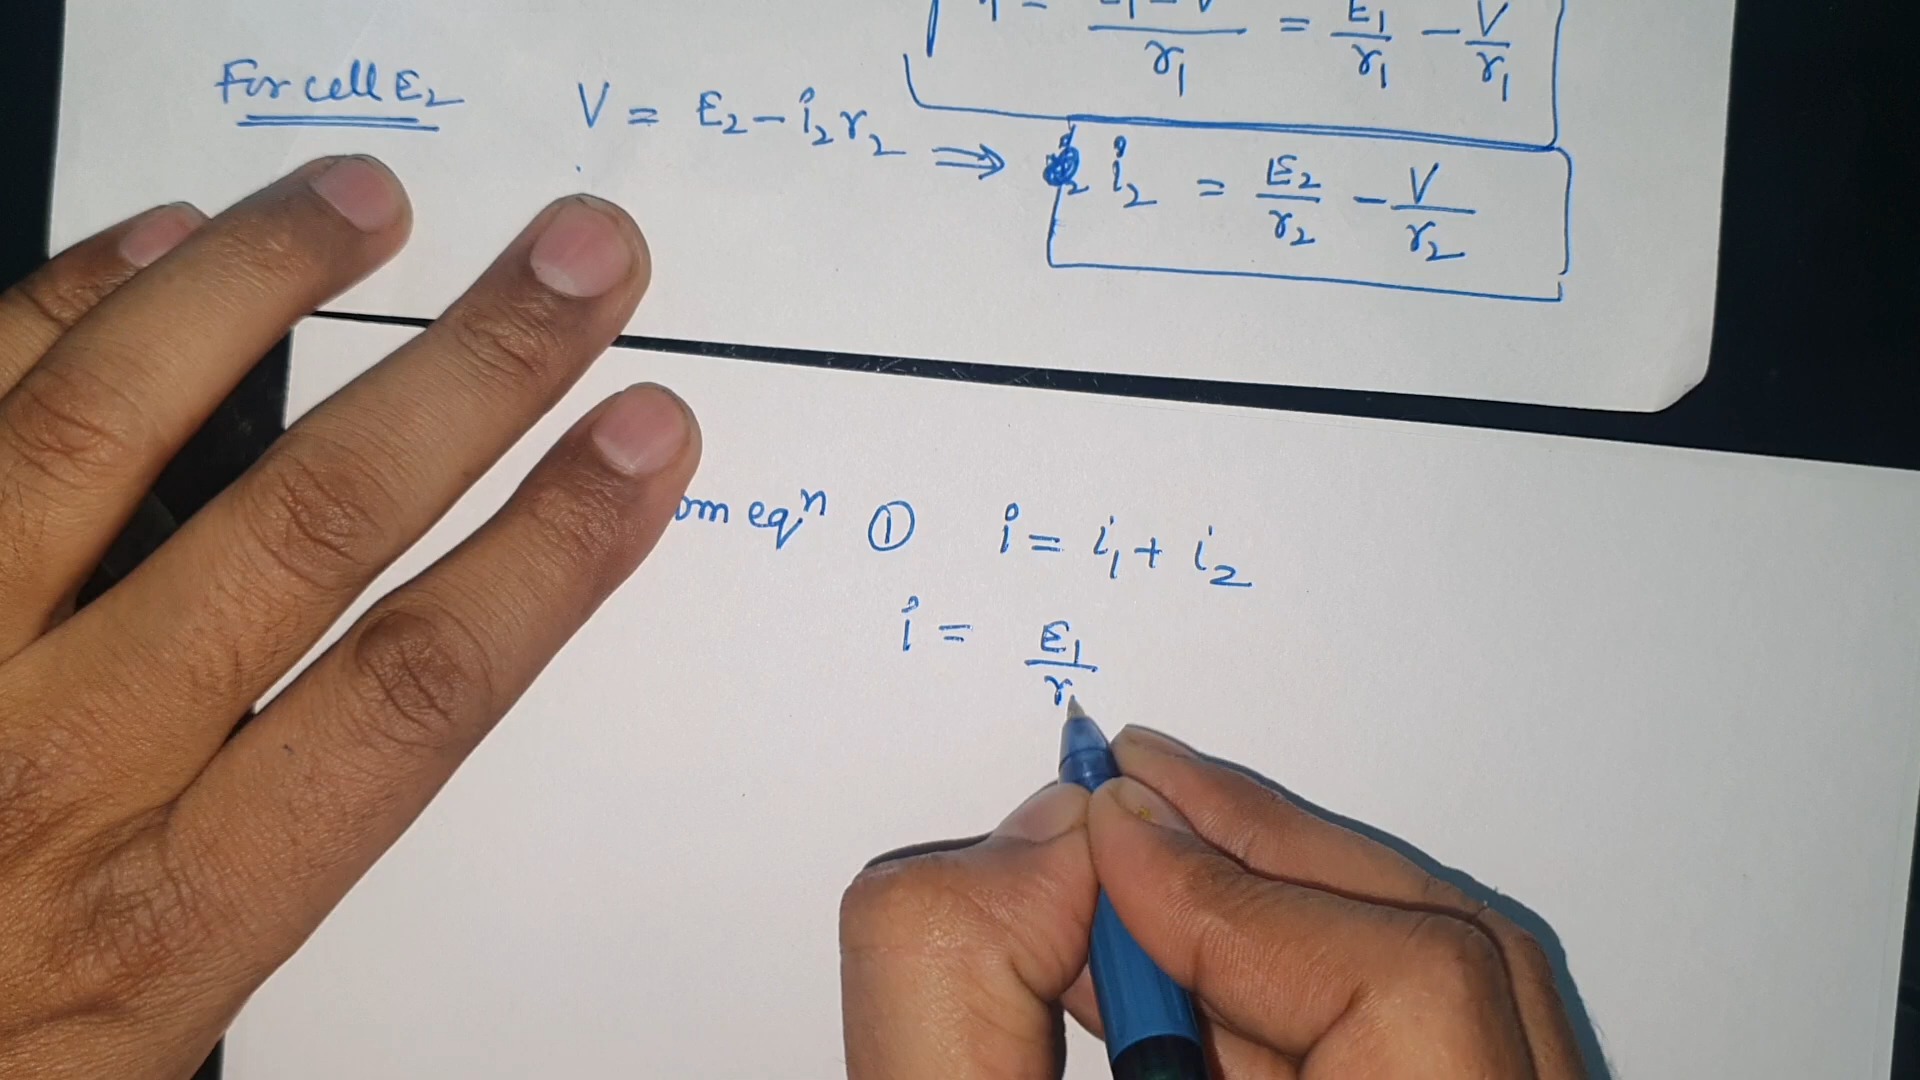 = E₁/r₁ − V/r₁
For cell E₂ V = E₂ − i₂r₂ ⇒ i₂ = E₂/r₂ − V/r₂
om eqⁿ ① i = i₁ + i₂
i = E₁/r